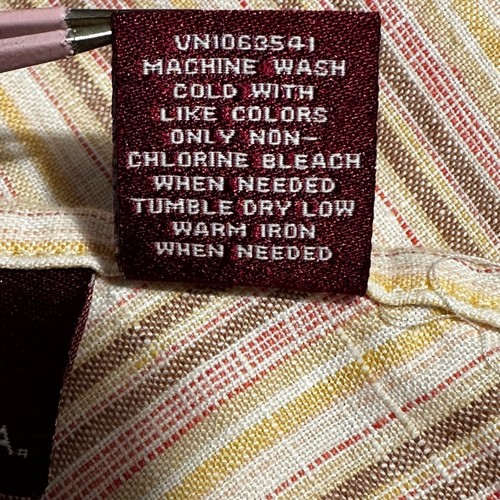 VN1063541
MACHINE WASH
COLD WITH
LIKE COLORS
ONLY NON-
CHLORINE BLEACH
WHEN NEEDED
TUMBLE DRY LOW
WARM IRON
WHEN NEEDED
A.